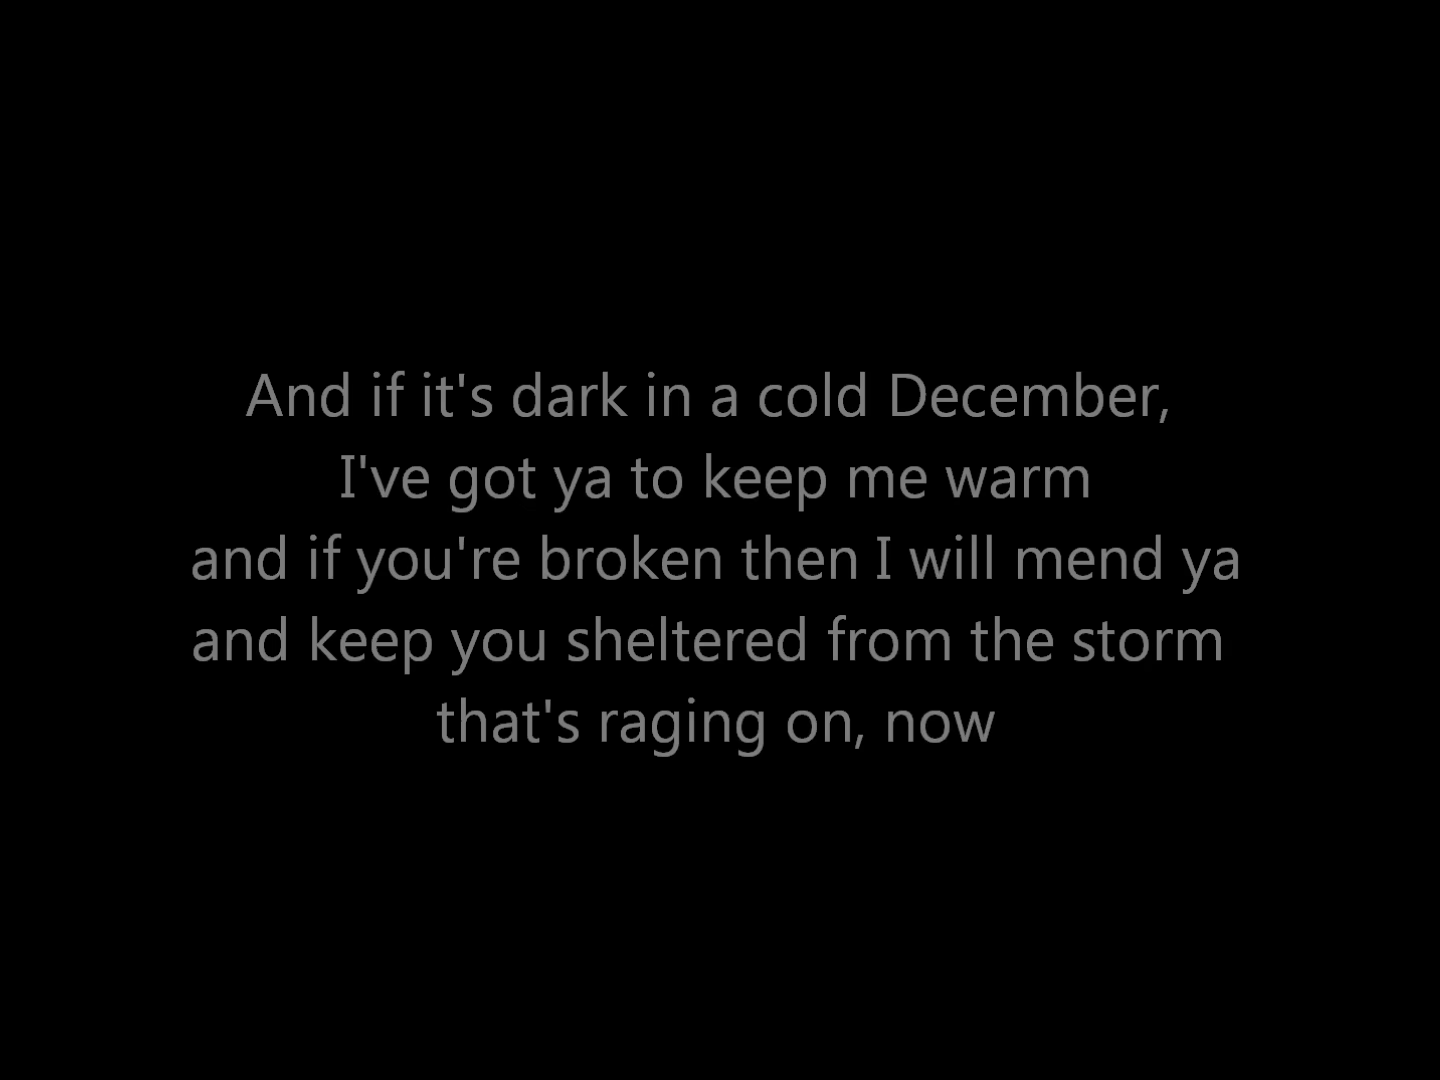 And if it's dark in a cold December,
I've got ya to keep me warm
and if you're broken then I will mend ya
and keep you sheltered from the storm
that's raging on, now